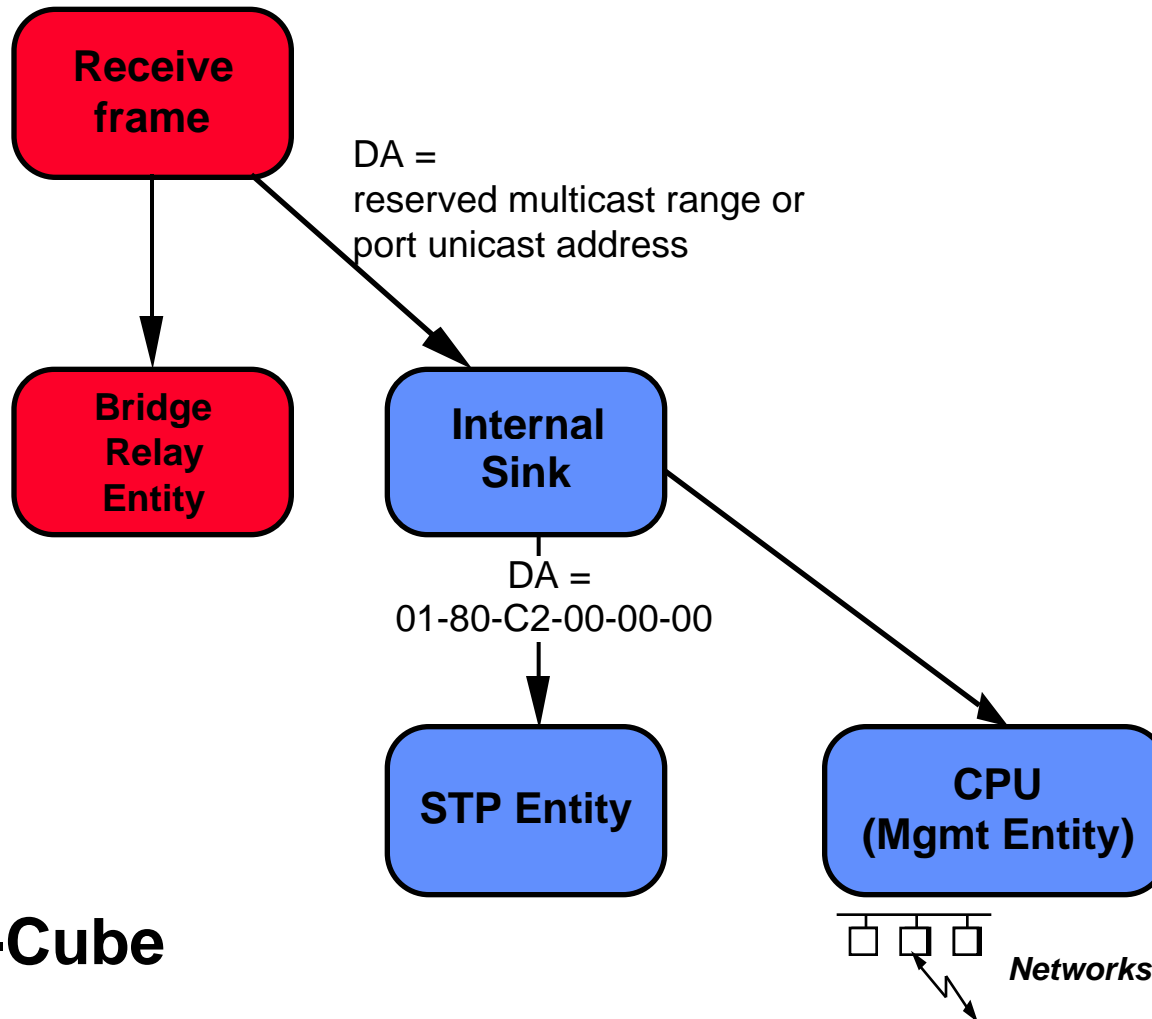 Receive
frame
DA =
reserved multicast range or
port unicast address
Bridge
Relay
Entity
Internal
Sink
DA =
01-80-C2-00-00-00
STP Entity
CPU
(Mgmt Entity)
-Cube
Networks